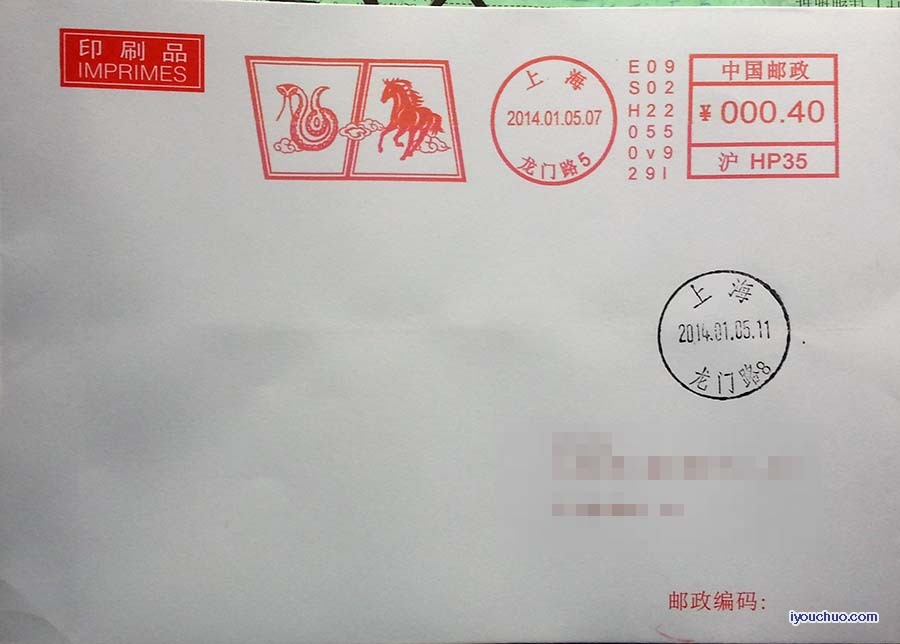 印刷品
IMPRIMES
上海
2014.01.05.07
龙门路5
E09
S02
H22
055
0v9
29I
中国邮政
¥000.40
沪 HP35
上海
2014.01.05.11
龙门路8
邮政编码:
iyouchuo.com